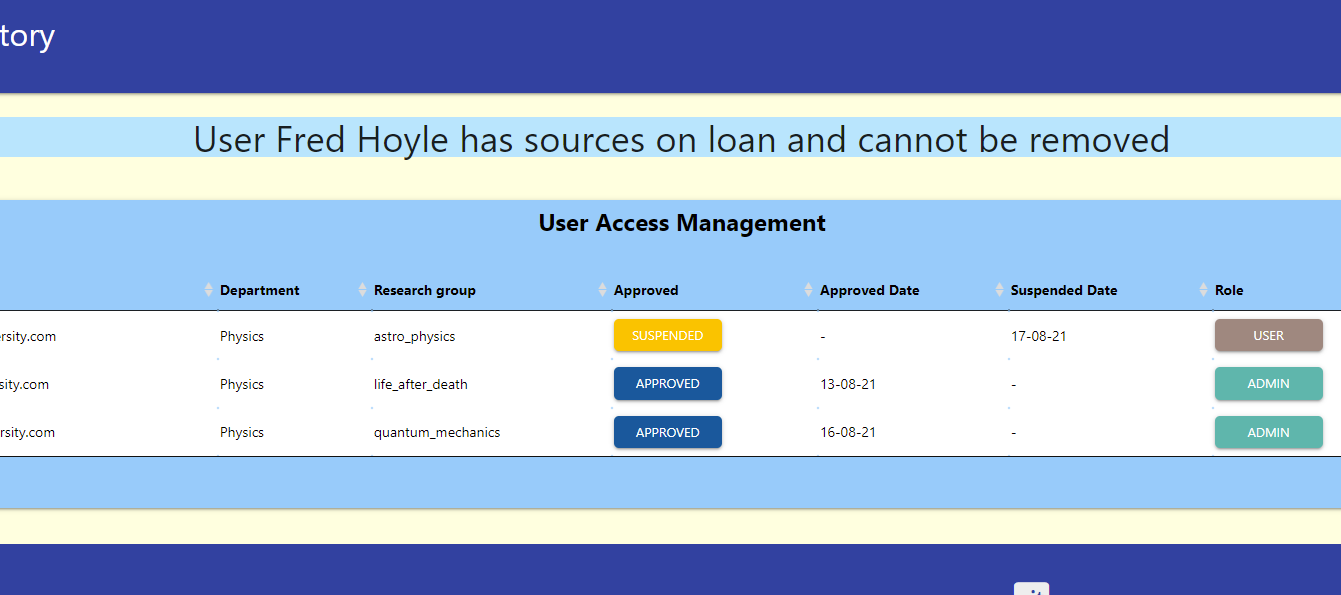 tory
User Fred Hoyle has sources on loan and cannot be removed
User Access Management
Department Research group Approved Approved Date Suspended Date Role
rsity.com Physics astro_physics SUSPENDED - 17-08-21 USER
sity.com Physics life_after_death APPROVED 13-08-21 - ADMIN
rsity.com Physics quantum_mechanics APPROVED 16-08-21 - ADMIN